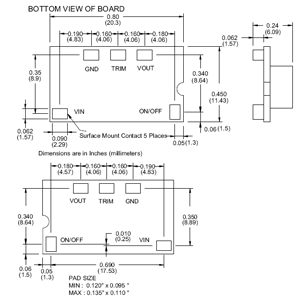 BOTTOM VIEW OF BOARD
0.80
(20.3)
0.24
(6.09)
0.190
(4.83)
0.160
(4.06)
0.160
(4.06)
0.180
(4.06)
0.062
(1.57)
GND
TRIM
VOUT
0.35
(8.9)
0.340
(8.64)
0.450
(11.43)
VIN
ON/OFF
0.062
(1.57)
0.06 (1.5)
0.090
(2.29)
Surface Mount Contact 5 Places
0.05 (1.3)
Dimensions are in Inches (millimeters)
0.180
(4.57)
0.160
(4.06)
0.160
(4.06)
0.190
(4.83)
VOUT
TRIM
GND
0.340
(8.64)
0.350
(8.89)
0.010
(0.25)
ON/OFF
VIN
0.06
(1.5)
0.05
(1.3)
0.690
(17.53)
PAD SIZE
MIN : 0.120" x 0.095 "
MAX : 0.135" x 0.110 "